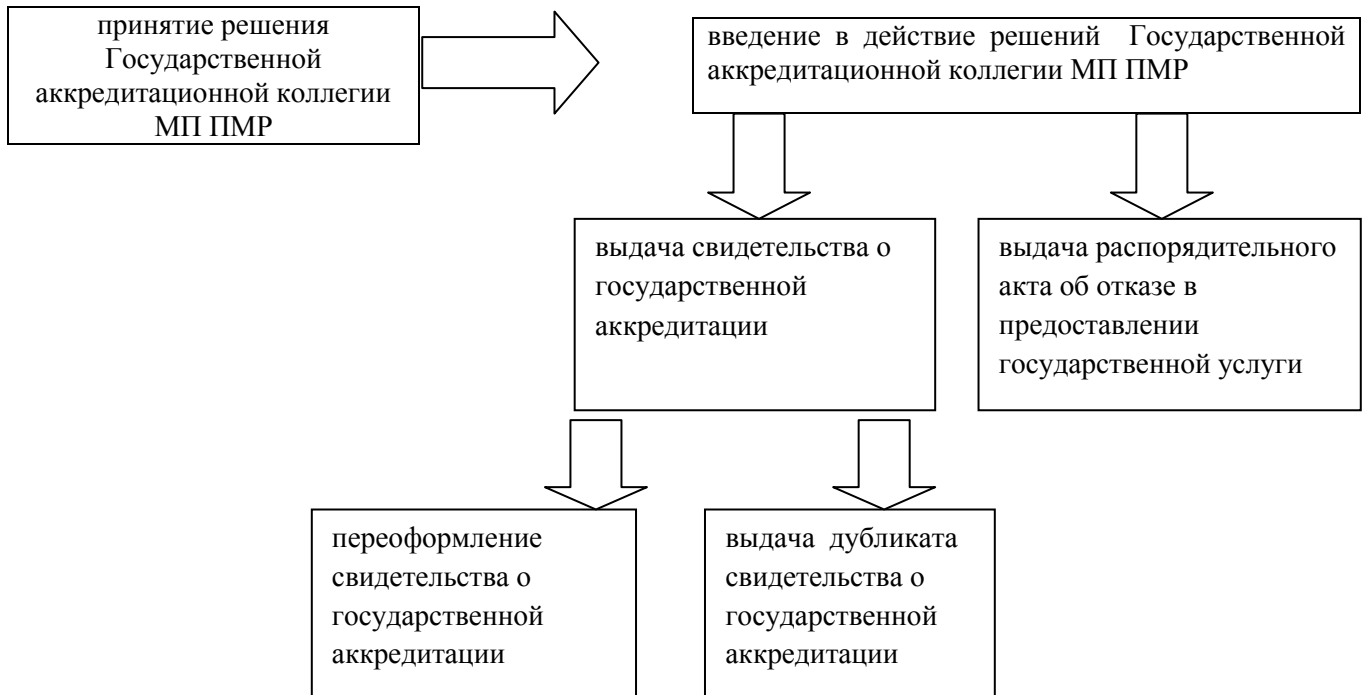 принятие решения
Государственной
аккредитационной коллегии
МП ПМР
введение в действие решений Государственной
аккредитационной коллегии МП ПМР
выдача свидетельства о
государственной
аккредитации
выдача распорядительного
акта об отказе в
предоставлении
государственной услуги
переоформление
свидетельства о
государственной
аккредитации
выдача дубликата
свидетельства о
государственной
аккредитации